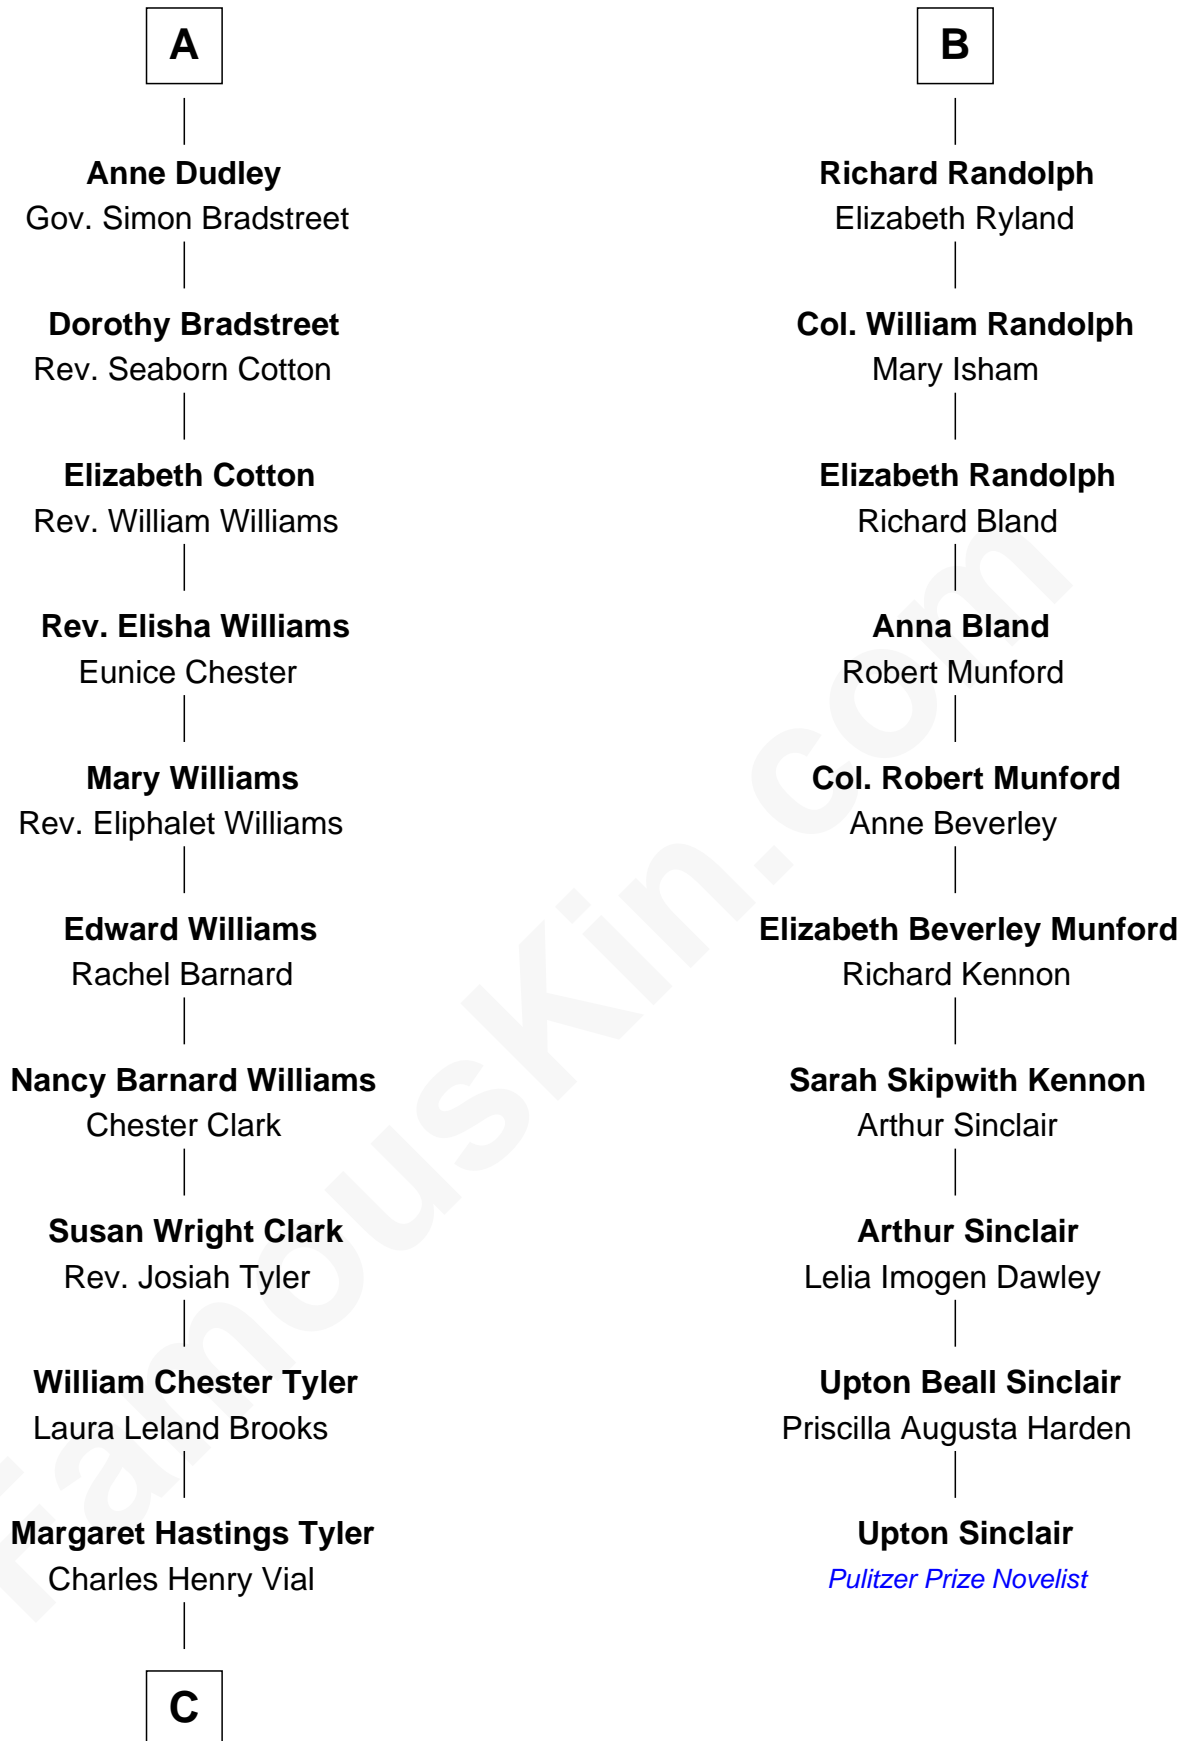 A
Anne Dudley
Gov. Simon Bradstreet
Dorothy Bradstreet
Rev. Seaborn Cotton
Elizabeth Cotton
Rev. William Williams
Rev. Elisha Williams
Eunice Chester
Mary Williams
Rev. Eliphalet Williams
Edward Williams
Rachel Barnard
Nancy Barnard Williams
Chester Clark
Susan Wright Clark
Rev. Josiah Tyler
William Chester Tyler
Laura Leland Brooks
Margaret Hastings Tyler
Charles Henry Vial
C
B
Richard Randolph
Elizabeth Ryland
Col. William Randolph
Mary Isham
Elizabeth Randolph
Richard Bland
Anna Bland
Robert Munford
Col. Robert Munford
Anne Beverley
Elizabeth Beverley Munford
Richard Kennon
Sarah Skipwith Kennon
Arthur Sinclair
Arthur Sinclair
Lelia Imogen Dawley
Upton Beall Sinclair
Priscilla Augusta Harden
Upton Sinclair
Pulitzer Prize Novelist
FamousKin.com